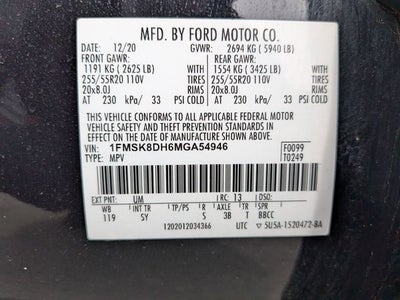 MFD. BY FORD MOTOR CO.
DATE: 12/20 GVWR: 2694 KG ( 5940 LB)
FRONT GAWR: REAR GAWR:
1191 KG ( 2625 LB) WITH 1554 KG ( 3425 LB) WITH
255/55R20 110V TIRES 255/55R20 110V TIRES
20x8.0J RIMS 20x8.0J RIMS
AT 230 kPa/ 33 PSI COLD AT 230 kPa/ 33 PSI COLD
THIS VEHICLE CONFORMS TO ALL APPLICABLE FEDERAL MOTOR
VEHICLE SAFETY AND THEFT PREVENTION STANDARDS IN
EFFECT ON THE DATE OF MANUFACTURE SHOWN ABOVE.
VIN: 1FMSK8DH6MGA54946 F0099
TYPE: MPV T0249
EXT PNT: UM RC: 13 DSO:
WB INT TR TP/PS R AXLE TR SPR
119 SY S 3B T BBCC
1202012034366 UTC 5U5A-1520472-BA